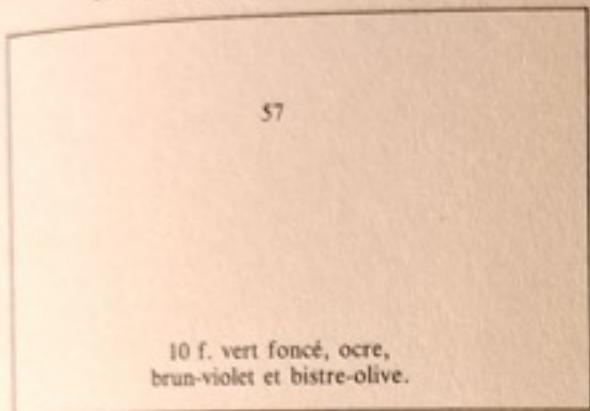 57
10 f. vert foncé, ocre,
brun-violet et bistre-olive.